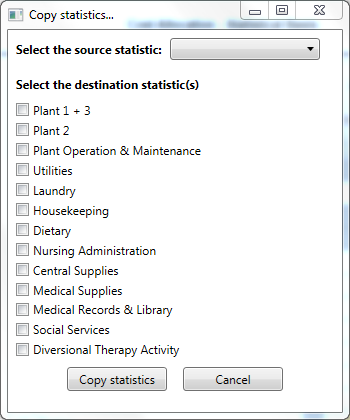 Copy statistics...
Select the source statistic:
Select the destination statistic(s)
Plant 1 + 3
Plant 2
Plant Operation & Maintenance
Utilities
Laundry
Housekeeping
Dietary
Nursing Administration
Central Supplies
Medical Supplies
Medical Records & Library
Social Services
Diversional Therapy Activity
Copy statistics Cancel